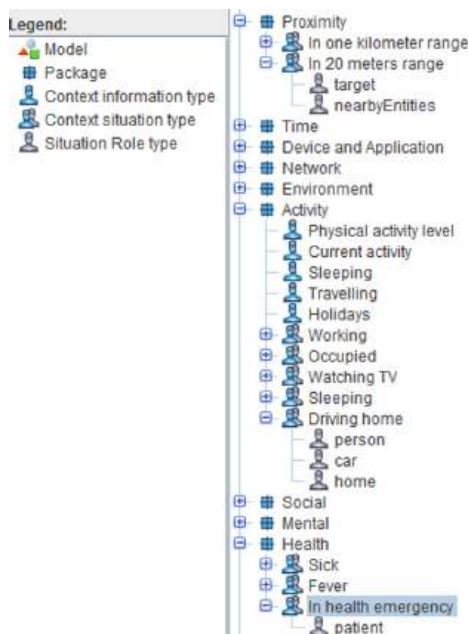 Legend:
Model
Package
Context information type
Context situation type
Situation Role type
Proximity
In one kilometer range
In 20 meters range
target
nearbyEntities
Time
Device and Application
Network
Environment
Activity
Physical activity level
Current activity
Sleeping
Travelling
Holidays
Working
Occupied
Watching TV
Sleeping
Driving home
person
car
home
Social
Mental
Health
Sick
Fever
In health emergency
patient